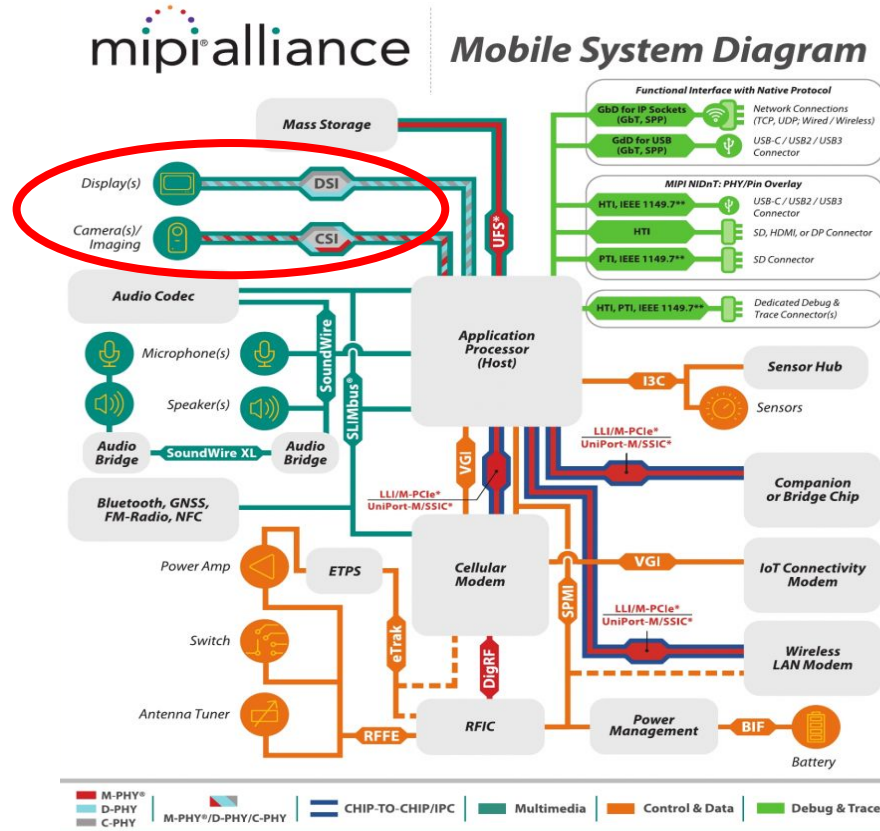 mipi® alliance
Mobile System Diagram
Functional Interface with Native Protocol
GbD for IP Sockets
(GbT, SPP)
Network Connections
(TCP, UDP; Wired / Wireless)
GdD for USB
(GbT, SPP)
USB-C / USB2 / USB3
Connector
MIPI NIDnT: PHY/Pin Overlay
HTI, IEEE 1149.7**
USB-C / USB2 / USB3
Connector
HTI
SD, HDMI, or DP Connector
PTI, IEEE 1149.7**
SD Connector
HTI, PTI, IEEE 1149.7**
Dedicated Debug &
Trace Connector(s)
Mass Storage
Display(s)
DSI
Camera(s)/
Imaging
CSI
UFS*
Audio Codec
Microphone(s)
Speaker(s)
SoundWire
SLIMbus®
Audio
Bridge
SoundWire XL
Audio
Bridge
Application
Processor
(Host)
I3C
Sensor Hub
Sensors
VGI
LLI/M-PCIe*
UniPort-M/SSIC*
LLI/M-PCIe*
UniPort-M/SSIC*
Companion
or Bridge Chip
Bluetooth, GNSS,
FM-Radio, NFC
Power Amp
ETPS
Cellular
Modem
VGI
IoT Connectivity
Modem
SPMI
LLI/M-PCIe*
UniPort-M/SSIC*
Wireless
LAN Modem
Switch
eTrak
DigRF
Antenna Tuner
RFFE
RFIC
Power
Management
BIF
Battery
M-PHY®
D-PHY
C-PHY
M-PHY®/D-PHY/C-PHY
CHIP-TO-CHIP/IPC
Multimedia
Control & Data
Debug & Trace